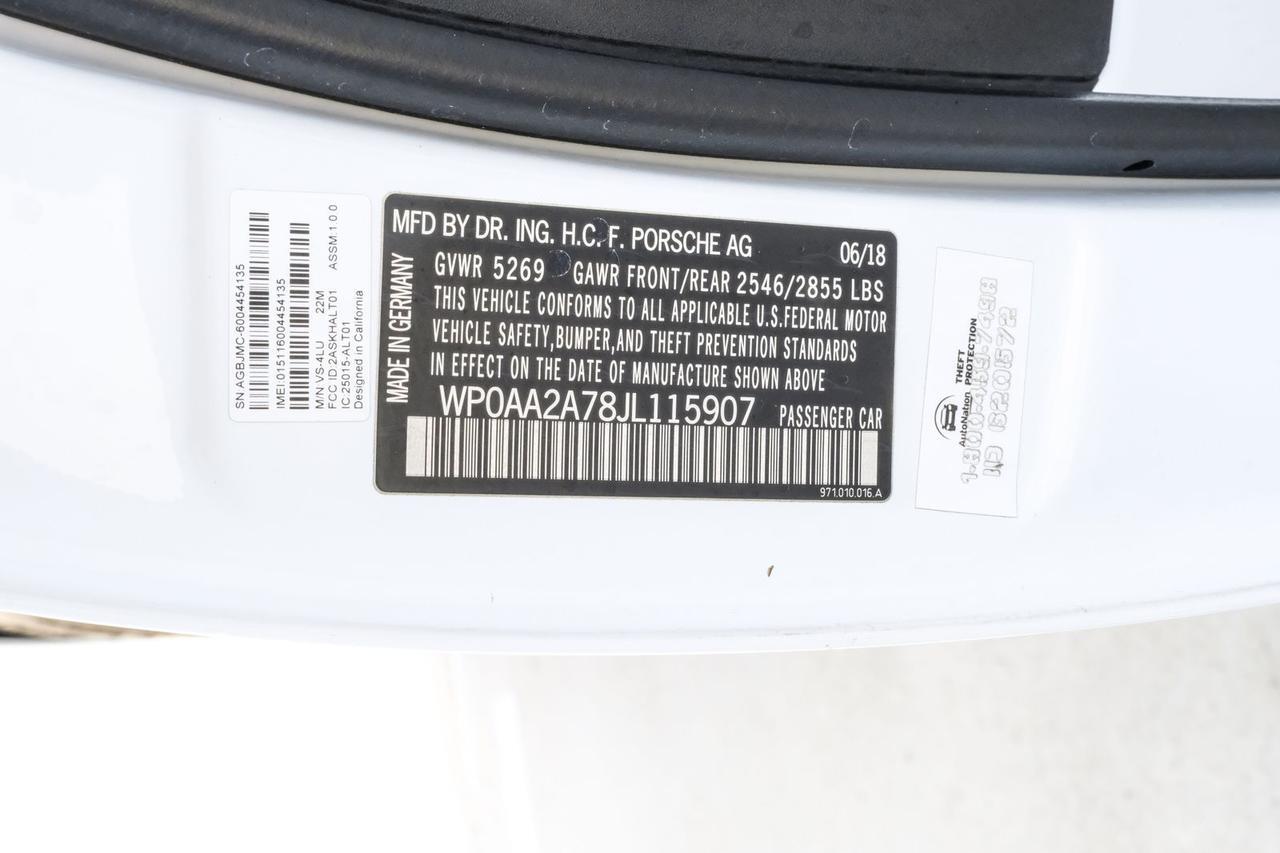 SN.AGBJMC-6004454135
IMEI.015116004454135
M/N VS-4LU 22M
FCC ID:2ASKHALT01 ASSM.1.0.0
IC:25015-ALT01
Designed in California
MFD BY DR. ING. H.C. F. PORSCHE AG 06/18
MADE IN GERMANY
GVWR 5269 GAWR FRONT/REAR 2546/2855 LBS
THIS VEHICLE CONFORMS TO ALL APPLICABLE U.S.FEDERAL MOTOR
VEHICLE SAFETY,BUMPER,AND THEFT PREVENTION STANDARDS
IN EFFECT ON THE DATE OF MANUFACTURE SHOWN ABOVE
WP0AA2A78JL115907 PASSENGER CAR
971.010.016.A
AutoNation THEFT
PROTECTION